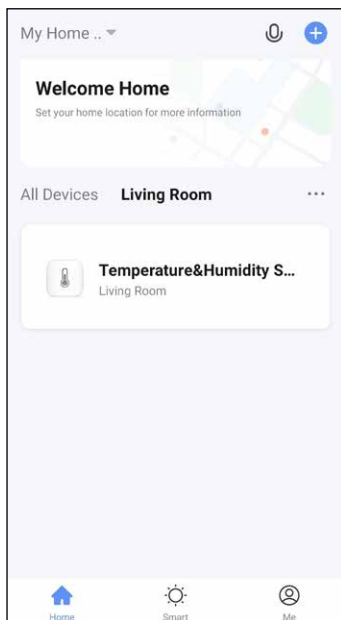 My Home ..
Welcome Home
Set your home location for more information
All Devices Living Room ...
Temperature&Humidity S...
Living Room
Home Smart Me